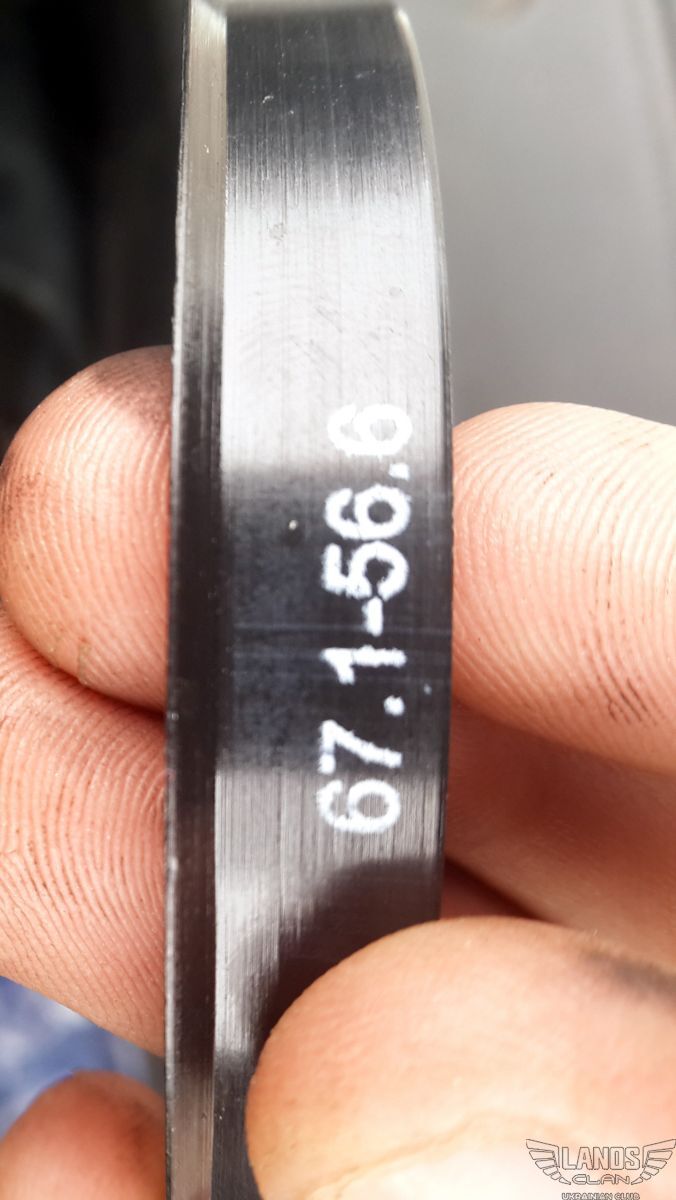 67.1-56.6
LANOS
CLAN
UKRAINIAN CLUB